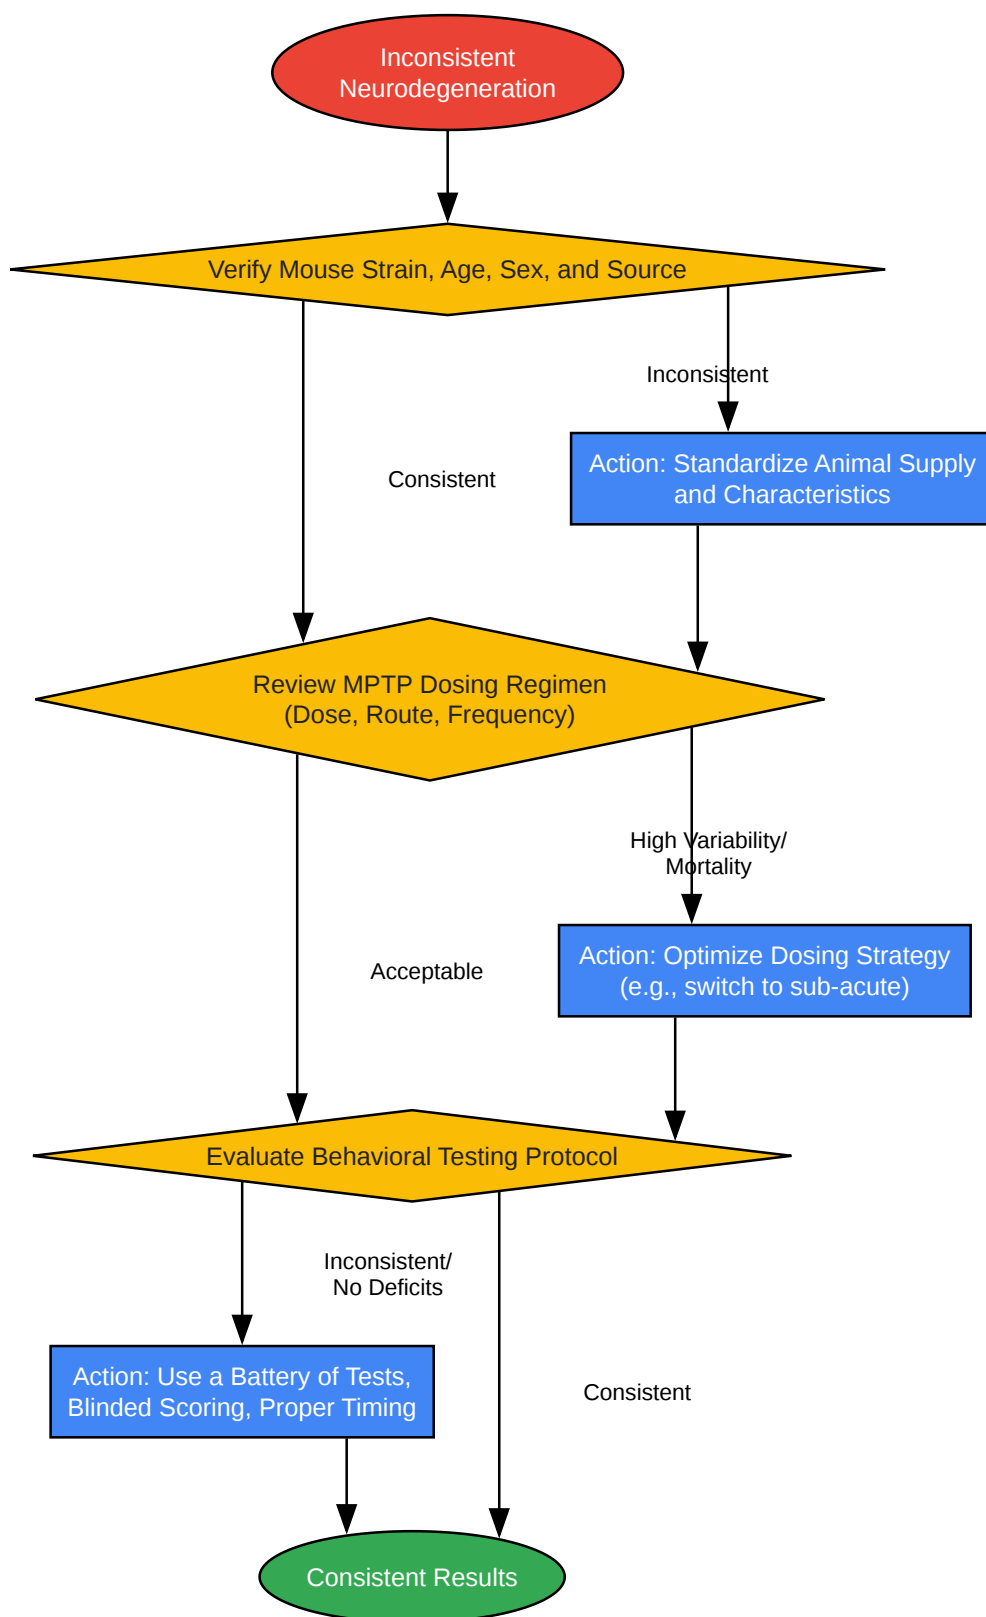 Inconsistent
Neurodegeneration
Verify Mouse Strain, Age, Sex, and Source
Inconsistent
Action: Standardize Animal Supply
and Characteristics
Consistent
Review MPTP Dosing Regimen
(Dose, Route, Frequency)
High Variability/
Mortality
Action: Optimize Dosing Strategy
(e.g., switch to sub-acute)
Acceptable
Evaluate Behavioral Testing Protocol
Inconsistent/
No Deficits
Action: Use a Battery of Tests,
Blinded Scoring, Proper Timing
Consistent
Consistent Results